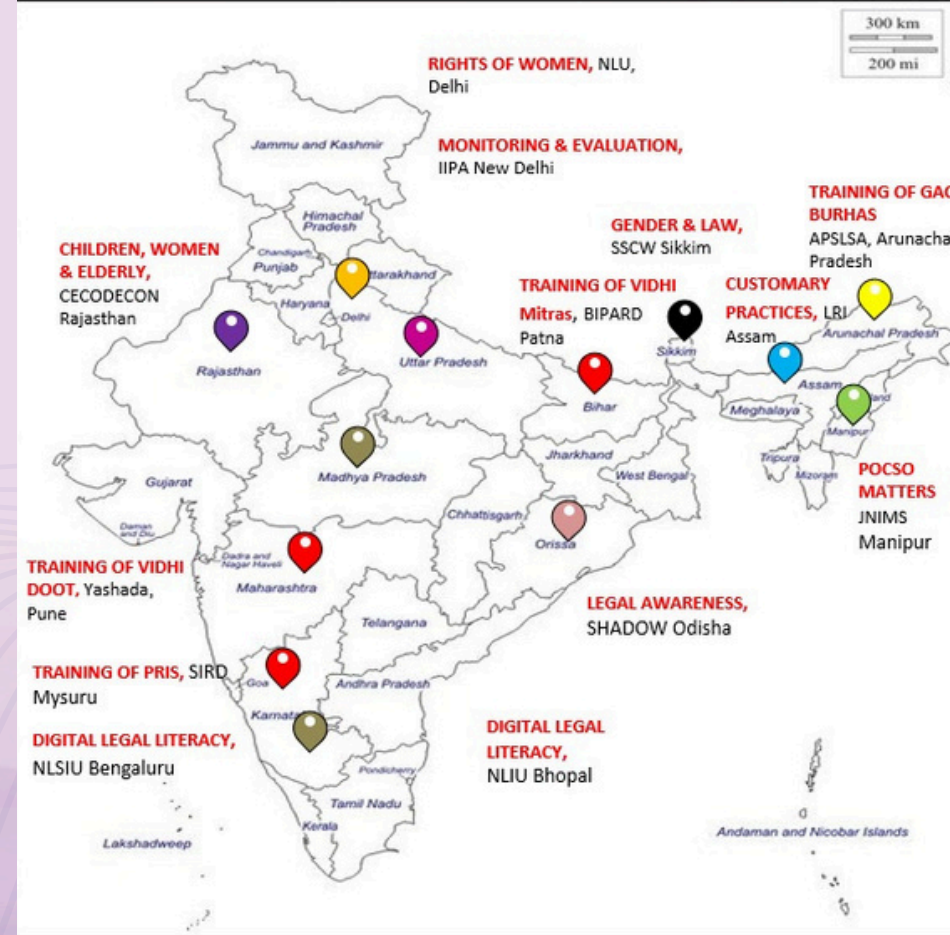 300 km
200 mi
RIGHTS OF WOMEN, NLU,
Delhi
Jammu and Kashmir
MONITORING & EVALUATION,
IIPA New Delhi
Himachal
Pradesh
TRAINING OF
BURHAS
APSLSA,
Pradesh
GENDER & LAW,
SSCW Sikkim
CHILDREN, WOMEN
& ELDERLY,
CECODECON
Rajasthan
Chandigarh
Punjab
Haryana
Delhi
TRAINING OF VIDHI
Mitras, BIPARD
Patna
CUSTOMARY
PRACTICES, LRI
Assam
Arunachal Pradesh
Sikkim
Rajasthan
Uttar Pradesh
Assam
Bihar
Meghalaya
Manipur
Tripura
Mizoram
Jharkhand
West Bengal
Gujarat
Madhya Pradesh
POCSO
MATTERS
JNIMS
Manipur
Daman
and Diu
Chhattisgarh
Orissa
Dadra and
Nagar Haveli
Maharashtra
TRAINING OF VIDHI
DOOT, Yashada,
Pune
LEGAL AWARENESS,
SHADOW Odisha
Telangana
TRAINING OF PRIS, SIRD
Mysuru
Goa
Andhra Pradesh
DIGITAL LEGAL LITERACY,
NLSIU Bengaluru
DIGITAL LEGAL
LITERACY,
NLIU Bhopal
Pondicherry
Tamil Nadu
Kerala
Lakshadweep
Andaman and Nicobar Islands